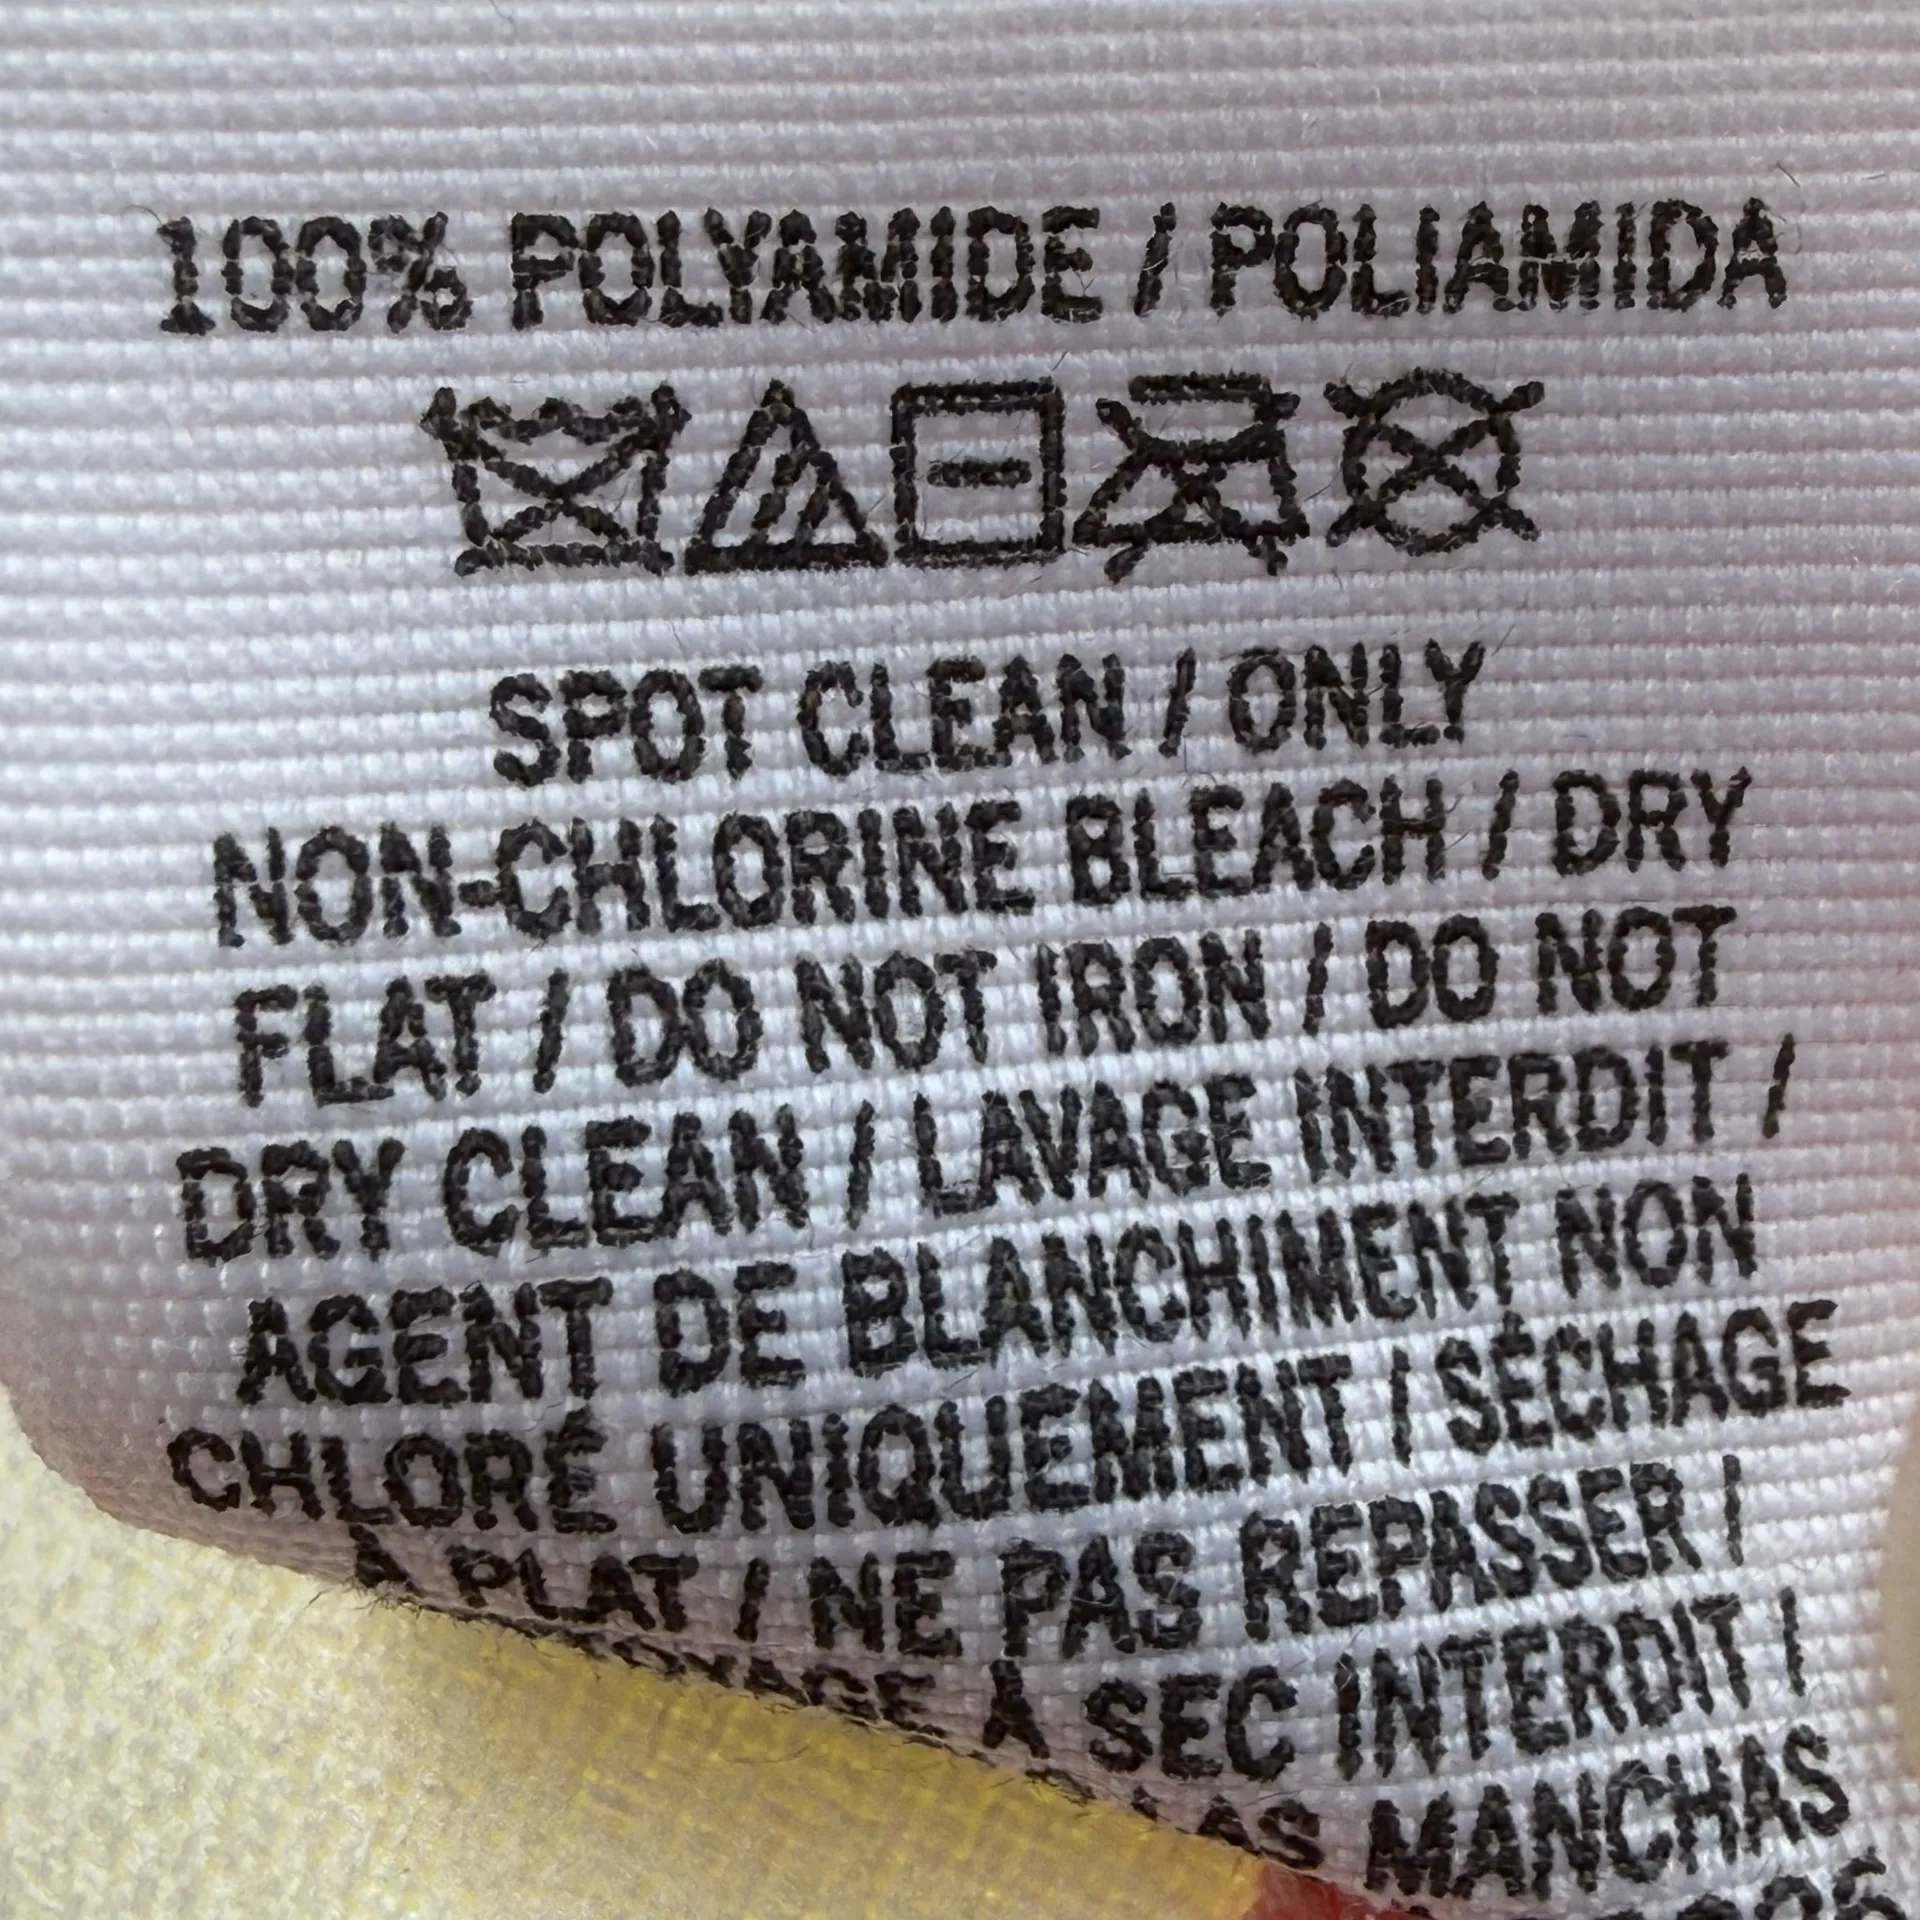 100% POLYAMIDE / POLIAMIDA
SPOT CLEAN / ONLY
NON-CHLORINE BLEACH / DRY
FLAT / DO NOT IRON / DO NOT
DRY CLEAN / LAVAGE INTERDIT /
AGENT DE BLANCHIMENT NON
CHLORÉ UNIQUEMENT / SÉCHAGE
À PLAT / NE PAS REPASSER /
À SEC INTERDIT /
MANCHAS